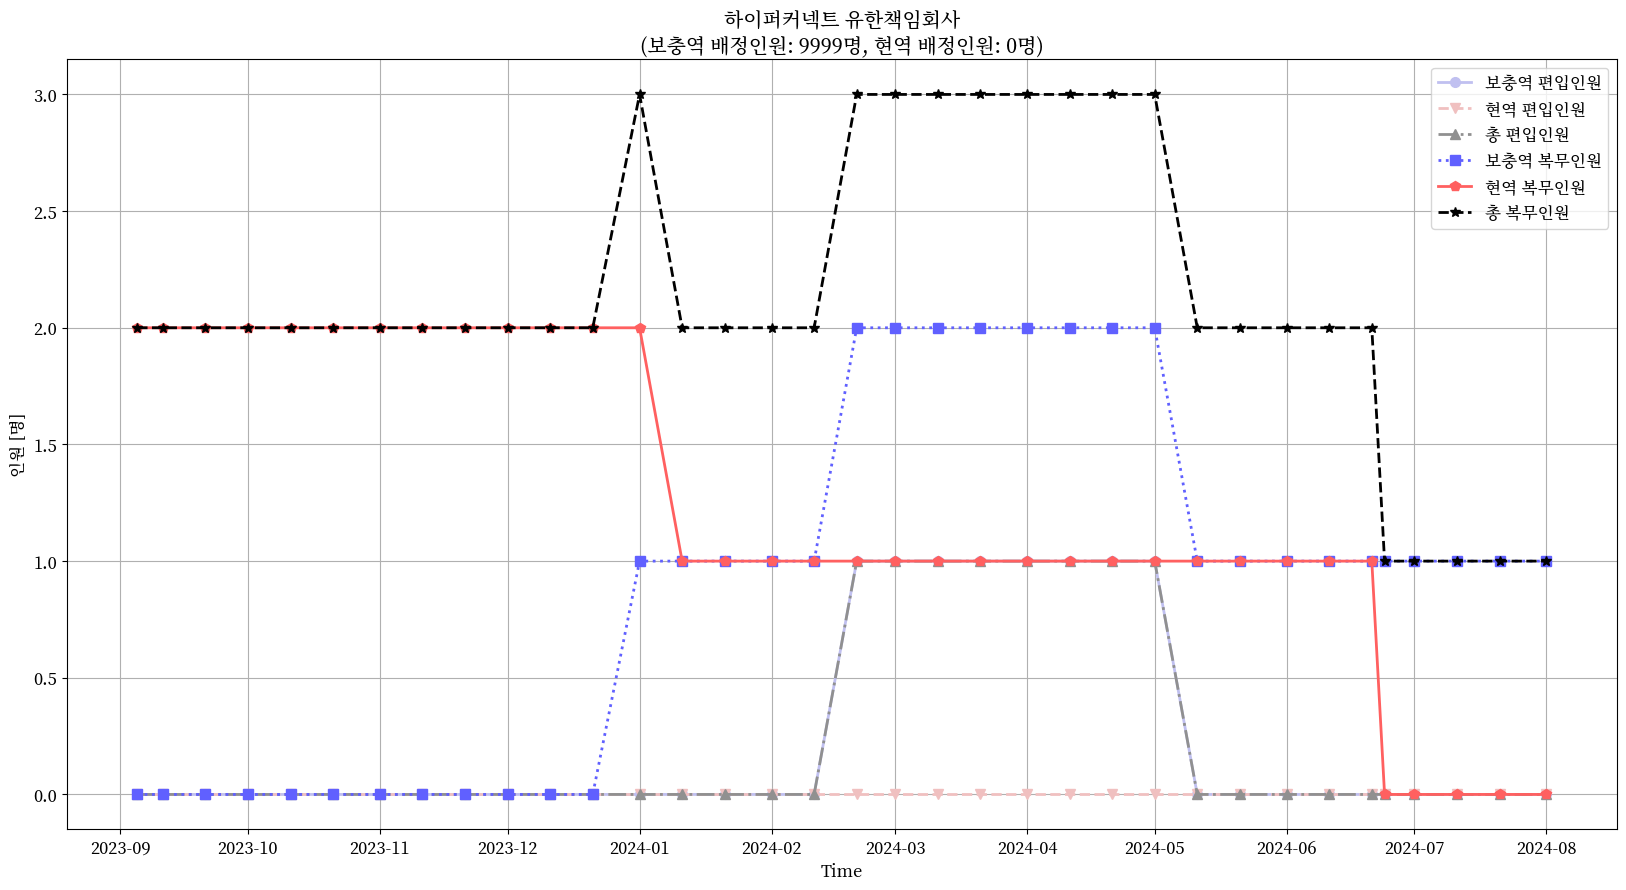 하이퍼커넥트 유한책임회사
(보충역 배정인원: 9999명, 현역 배정인원: 0명)
보충역 편입인원
현역 편입인원
총 편입인원
보충역 복무인원
현역 복무인원
총 복무인원
인원 [명]
3.0
2.5
2.0
1.5
1.0
0.5
0.0
2023-09 2023-10 2023-11 2023-12 2024-01 2024-02 2024-03 2024-04 2024-05 2024-06 2024-07 2024-08
Time